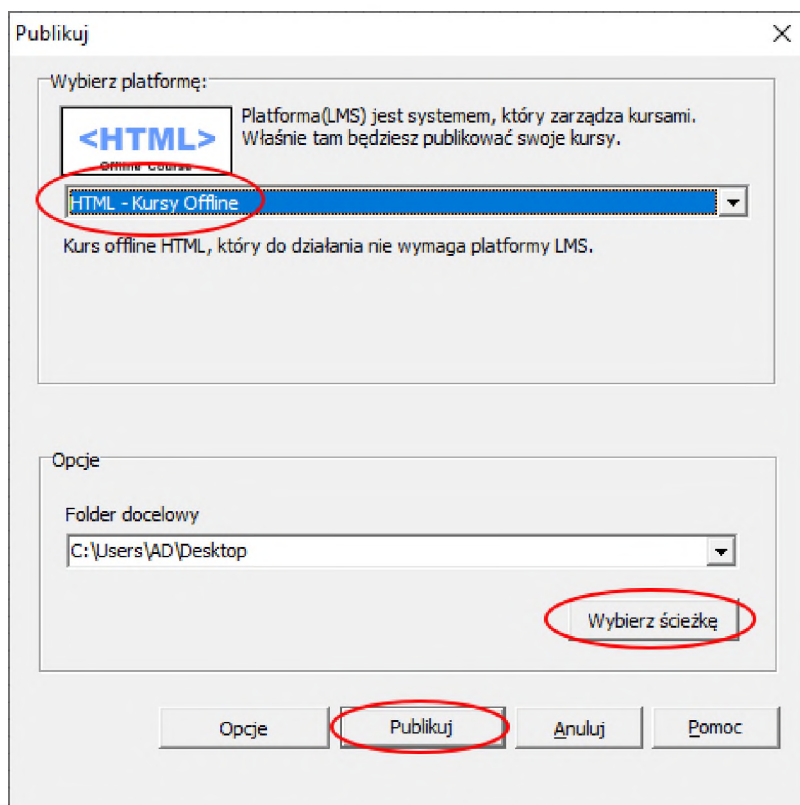 Publikuj
Wybierz platformę:
<HTML>
Offline Course
Platforma(LMS) jest systemem, który zarządza kursami.
Właśnie tam będziesz publikować swoje kursy.
HTML - Kursy Offline
Kurs offline HTML, który do działania nie wymaga platformy LMS.
Opcje
Folder docelowy
C:\Users\AD\Desktop
Wybierz ścieżkę
Opcje Publikuj Anuluj Pomoc